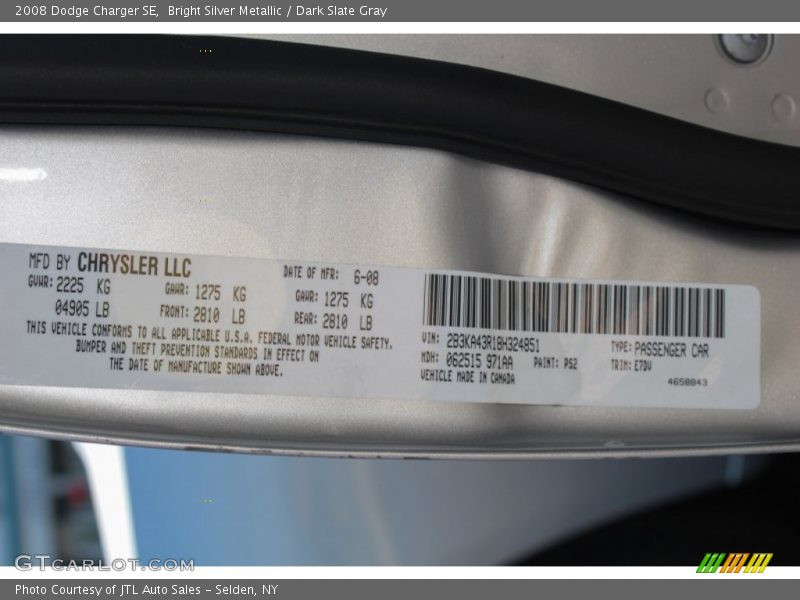 2008 Dodge Charger SE,  Bright Silver Metallic / Dark Slate Gray
MFD BY CHRYSLER LLC
DATE OF MFR: 6-08
GVWR: 2225 KG
GAWR: 1275 KG
GAWR: 1275 KG
04905 LB
FRONT: 2810 LB
REAR: 2810 LB
THIS VEHICLE CONFORMS TO ALL APPLICABLE U.S.A. FEDERAL MOTOR VEHICLE SAFETY.
BUMPER AND THEFT PREVENTION STANDARDS IN EFFECT ON
THE DATE OF MANUFACTURE SHOWN ABOVE.
VIN: 2B3KA43R18H324851
TYPE: PASSENGER CAR
MDH: 062515 971AA
PAINT: PS2
TRIM: E7DV
VEHICLE MADE IN CANADA
4658843
GTCARLOT.COM
Photo Courtesy of JTL Auto Sales – Selden, NY